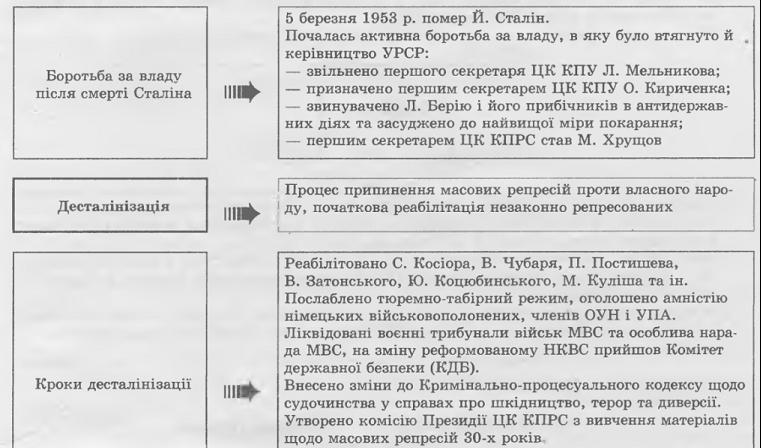 Боротьба за владу
після смерті Сталіна
5 березня 1953 р. помер Й. Сталін.
Почалась активна боротьба за владу, в яку було втягнуто й
керівництво УРСР:
— звільнено першого секретаря ЦК КПУ Л. Мельникова;
— призначено першим секретарем ЦК КПУ О. Кириченка;
— звинувачено Л. Берію і його прибічників в антидержав-
них діях та засуджено до найвищої міри покарання;
— першим секретарем ЦК КПРС став М. Хрущов
Десталінізація
Процес припинення масових репресій проти власного наро-
ду, початкова реабілітація незаконно репресованих
Кроки десталінізації
Реабілітовано С. Косіора, В. Чубаря, П. Постишева,
В. Затонського, Ю. Коцюбинського, М. Куліша та ін.
Послаблено тюремно-табірний режим, оголошено амністію
німецьких військовополонених, членів ОУН і УПА.
Ліквідовані воєнні трибунали військ МВС та особлива нара-
да МВС, на зміну реформованому НКВС прийшов Комітет
державної безпеки (КДБ).
Внесено зміни до Кримінально-процесуального кодексу щодо
судочинства у справах про шкідництво, терор та диверсії.
Утворено комісію Президії ЦК КПРС з вивчення матеріалів
щодо масових репресій 30-х років